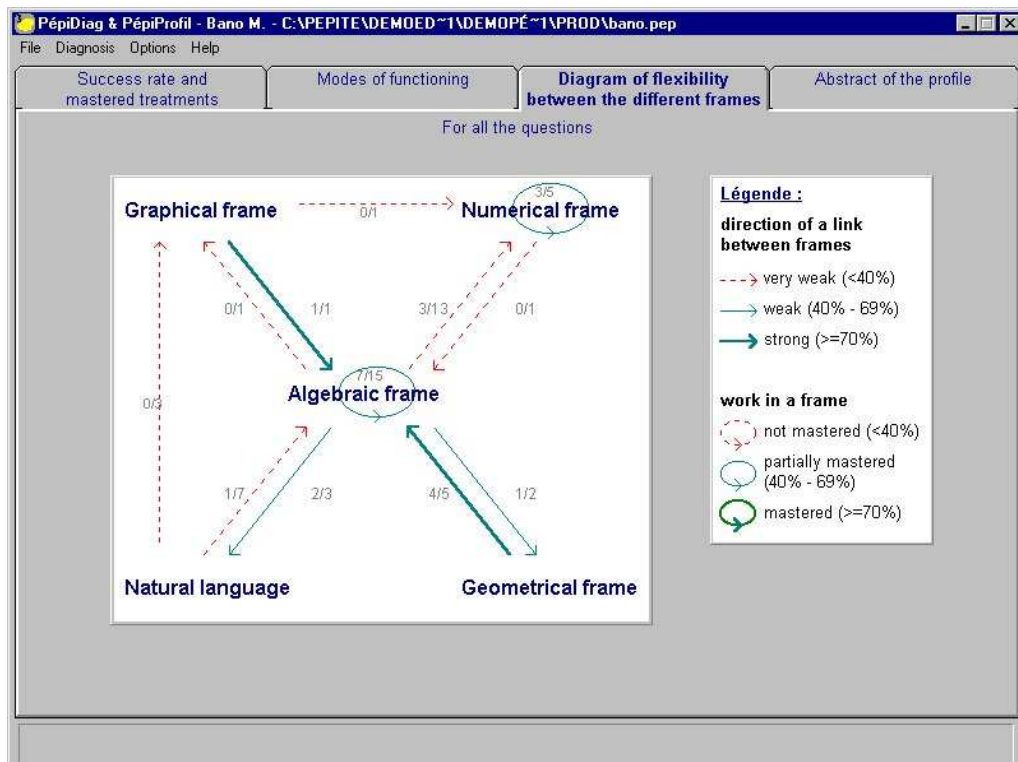 PépiDiag & PépiProfil - Bano M. - C:\PEPITE\DEMOED~1\DEMOPÉ~1\PROD\bano.pep
File Diagnosis Options Help
Success rate and
mastered treatments
Modes of functioning
Diagram of flexibility
between the different frames
Abstract of the profile
For all the questions
3/5
Graphical frame
0/1
Numerical frame
0/1
1/1
3/13
0/1
7/15
Algebraic frame
0/3
1/7
2/3
4/5
1/2
Natural language
Geometrical frame
Légende :
direction of a link
between frames
very weak (<40%)
weak (40% - 69%)
strong (>=70%)
work in a frame
not mastered (<40%)
partially mastered
(40% - 69%)
mastered (>=70%)